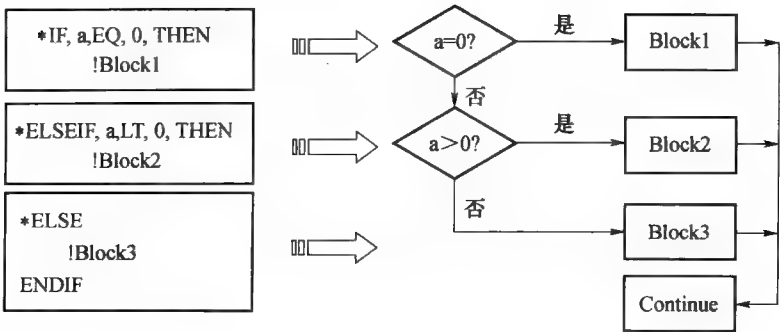 *IF, a,EQ, 0, THEN
!Block1
a=0?
是
Block1
否
*ELSEIF, a,LT, 0, THEN
!Block2
a>0?
是
Block2
否
*ELSE
!Block3
ENDIF
Block3
Continue